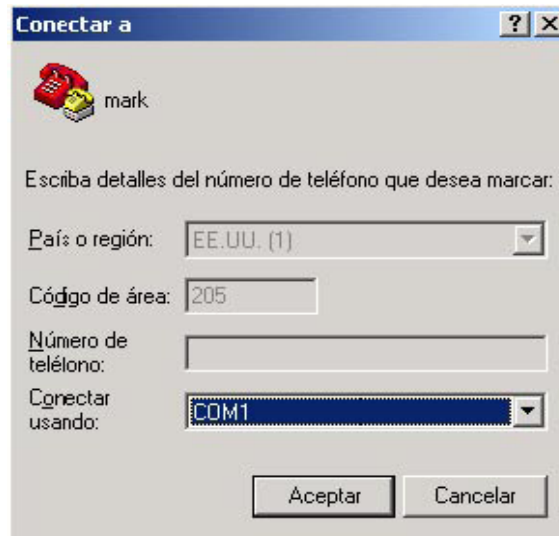 Conectar a
mark
Escriba detalles del número de teléfono que desea marcar:
País o región:
EE.UU. (1)
Código de área:
205
Número de
teléfono:
Conectar
usando:
COM1
Aceptar
Cancelar